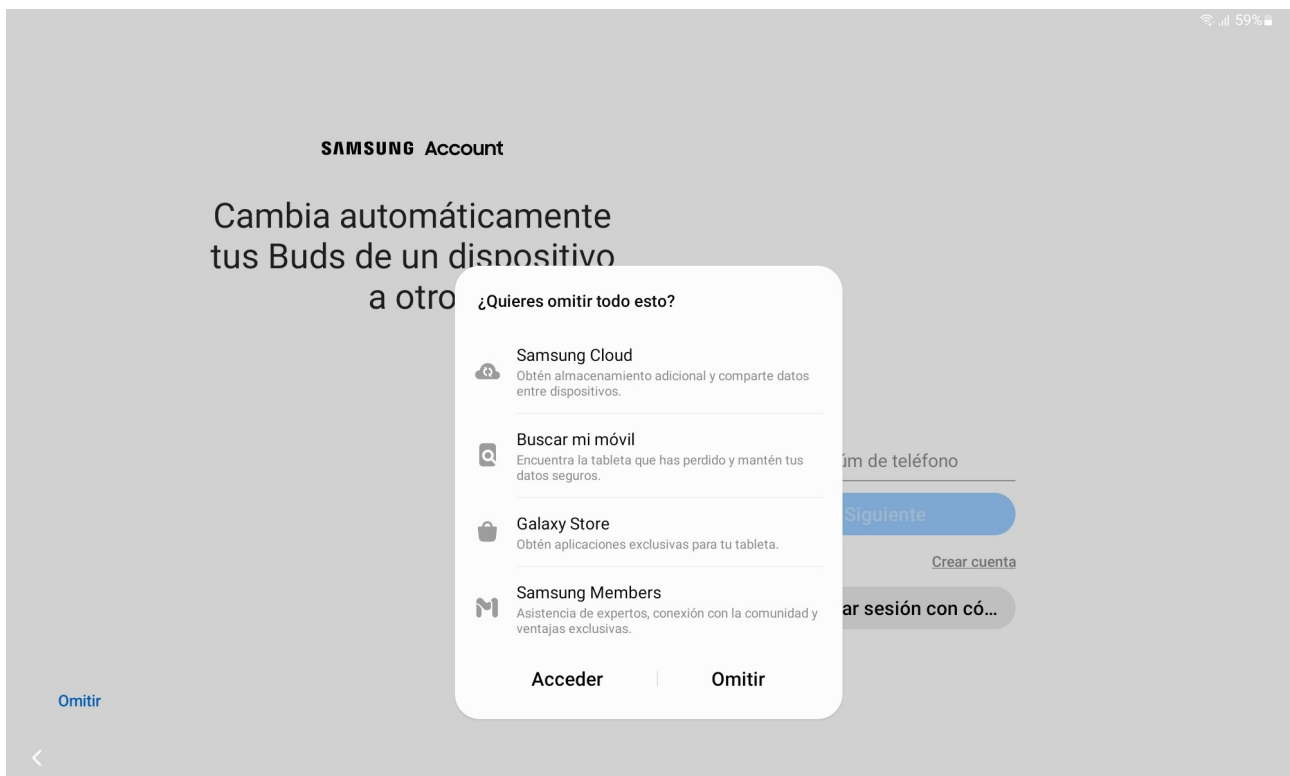 59%
SAMSUNG Account
Cambia automáticamente
tus Buds de un dispositivo
a otro
¿Quieres omitir todo esto?
Samsung Cloud
Obtén almacenamiento adicional y comparte datos
entre dispositivos.
Buscar mi móvil
Encuentra la tableta que has perdido y mantén tus
datos seguros.
Galaxy Store
Obtén aplicaciones exclusivas para tu tableta.
Samsung Members
Asistencia de expertos, conexión con la comunidad y
ventajas exclusivas.
Acceder
Omitir
úm de teléfono
Siguiente
Crear cuenta
ar sesión con có...
Omitir